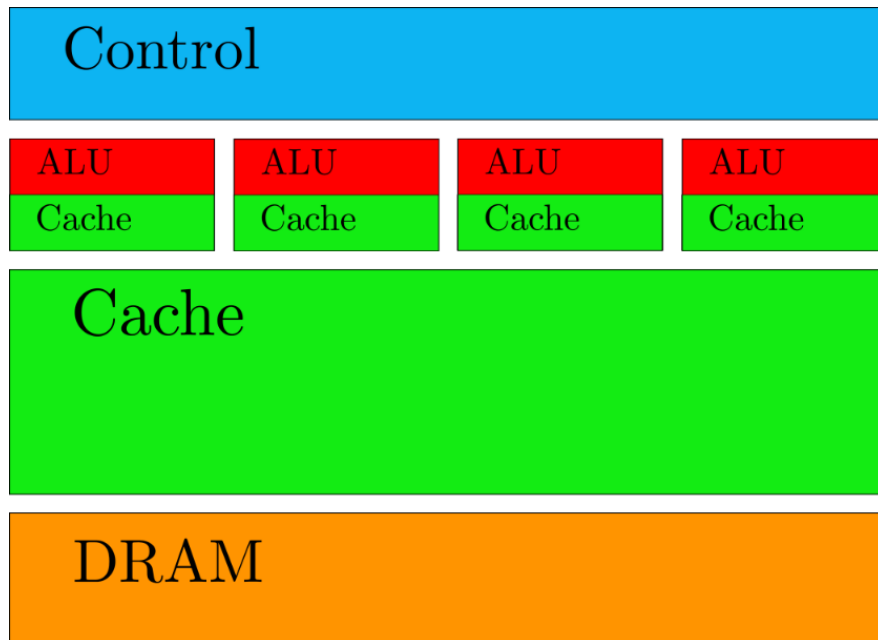 Control
ALU ALU ALU ALU
Cache Cache Cache Cache
Cache
DRAM